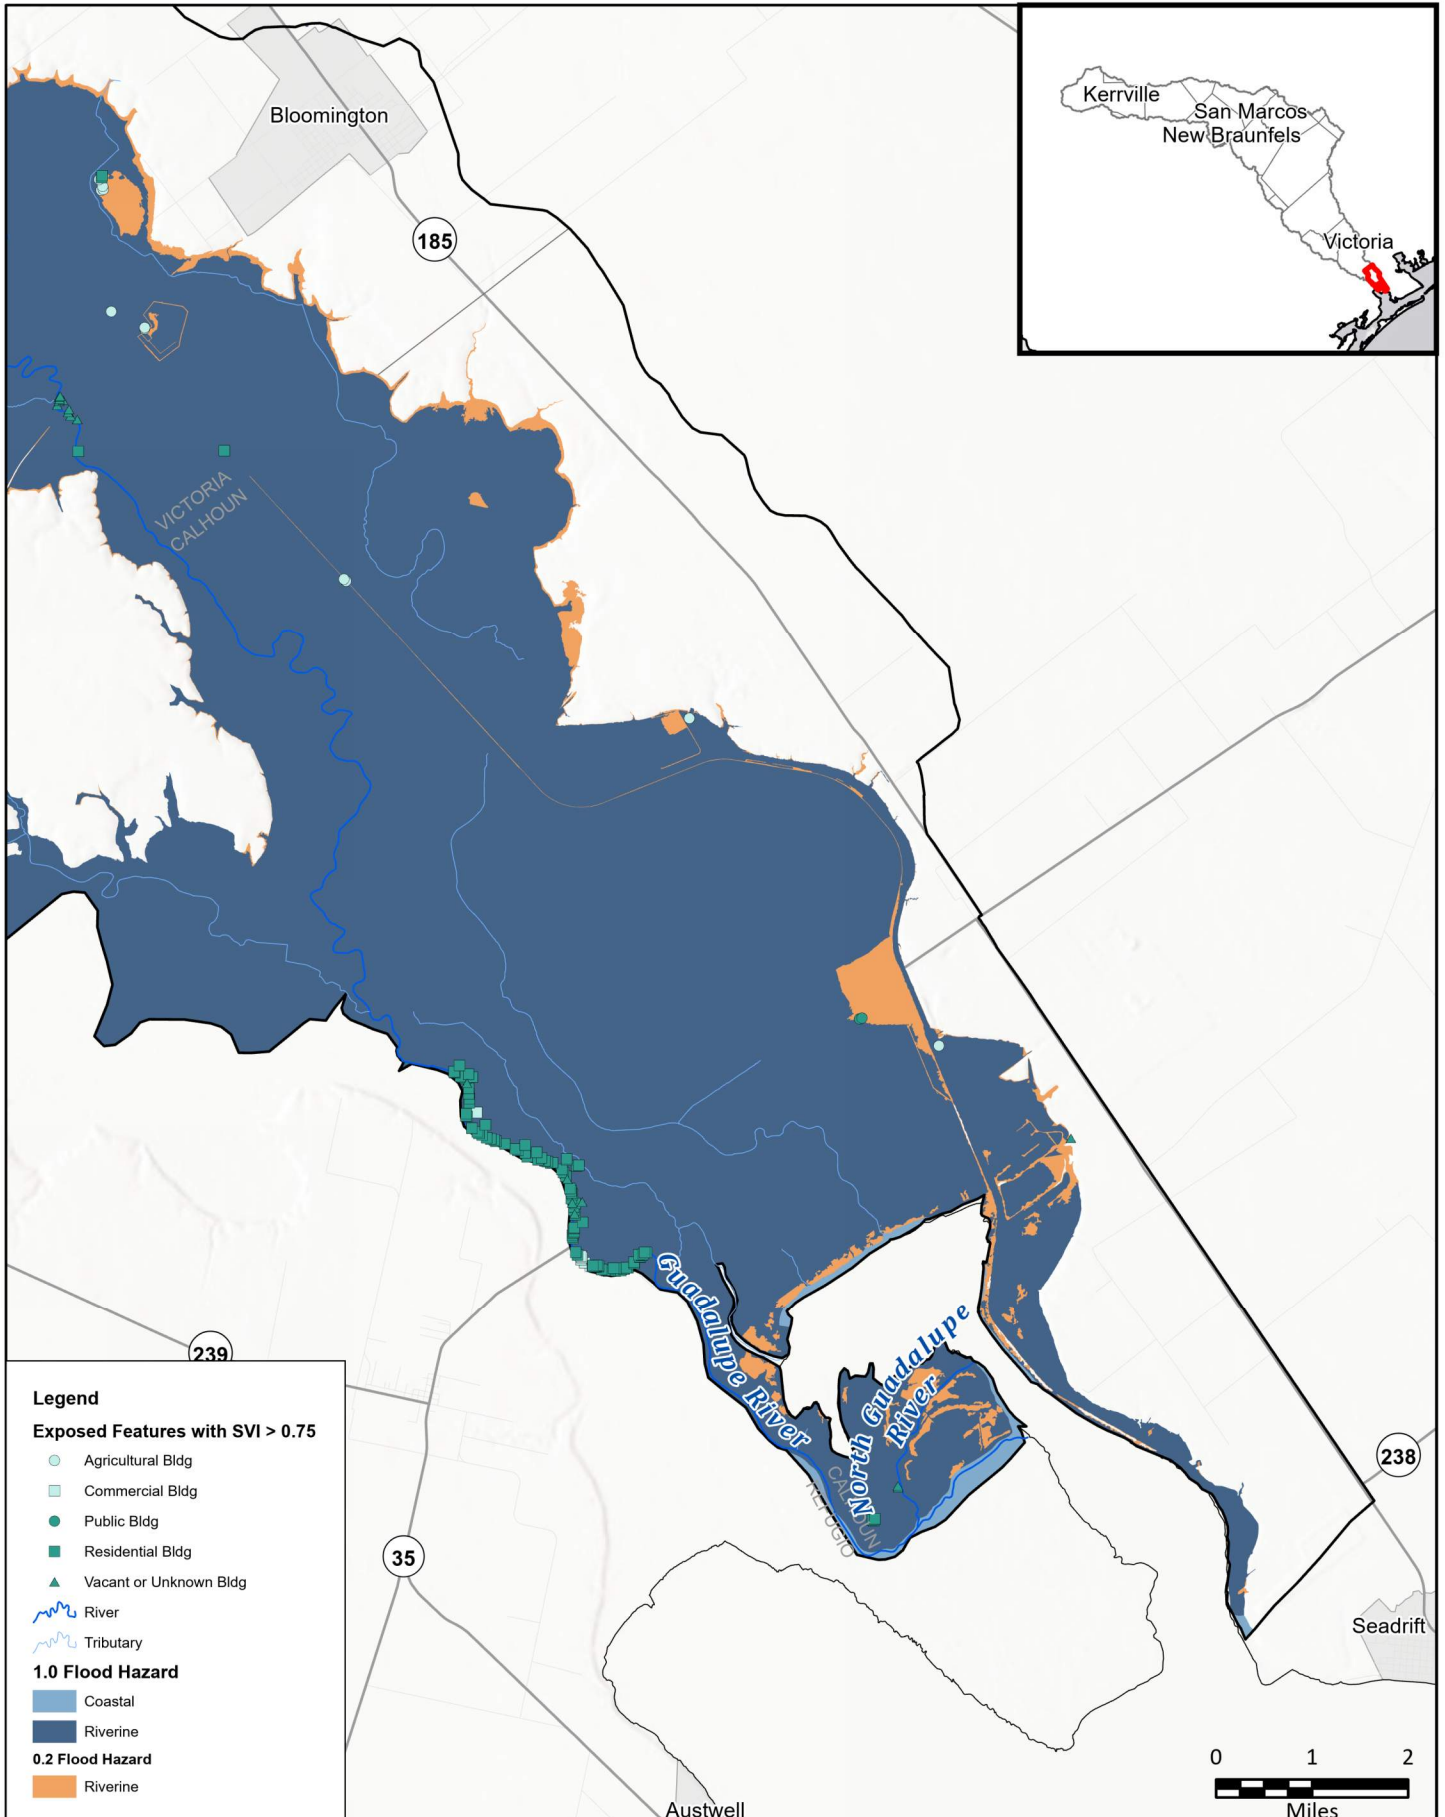 Bloomington
185
Kerrville
San Marcos
New Braunfels
Victoria
VICTORIA
CALHOUN
Guadalupe River
North Guadalupe
River
CALHOUN
REFUGIO
239
35
238
Seadrift
Austwell
Legend
Exposed Features with SVI > 0.75
Agricultural Bldg
Commercial Bldg
Public Bldg
Residential Bldg
Vacant or Unknown Bldg
River
Tributary
1.0 Flood Hazard
Coastal
Riverine
0.2 Flood Hazard
Riverine
0 1 2
Miles